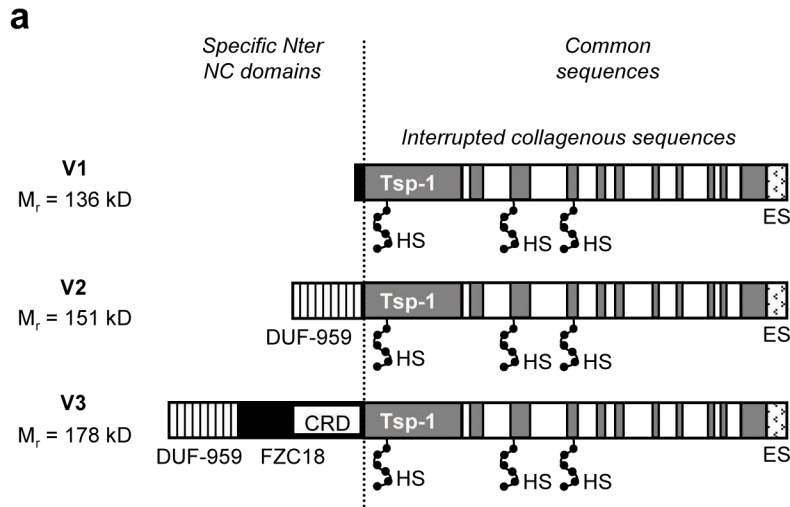 a
Specific Nter
NC domains
Common
sequences
Interrupted collagenous sequences
V1
Mr = 136 kD
Tsp-1
HS
HS
HS
ES
V2
Mr = 151 kD
Tsp-1
DUF-959
HS
HS
HS
ES
V3
Mr = 178 kD
CRD
Tsp-1
DUF-959
FZC18
HS
HS
HS
ES